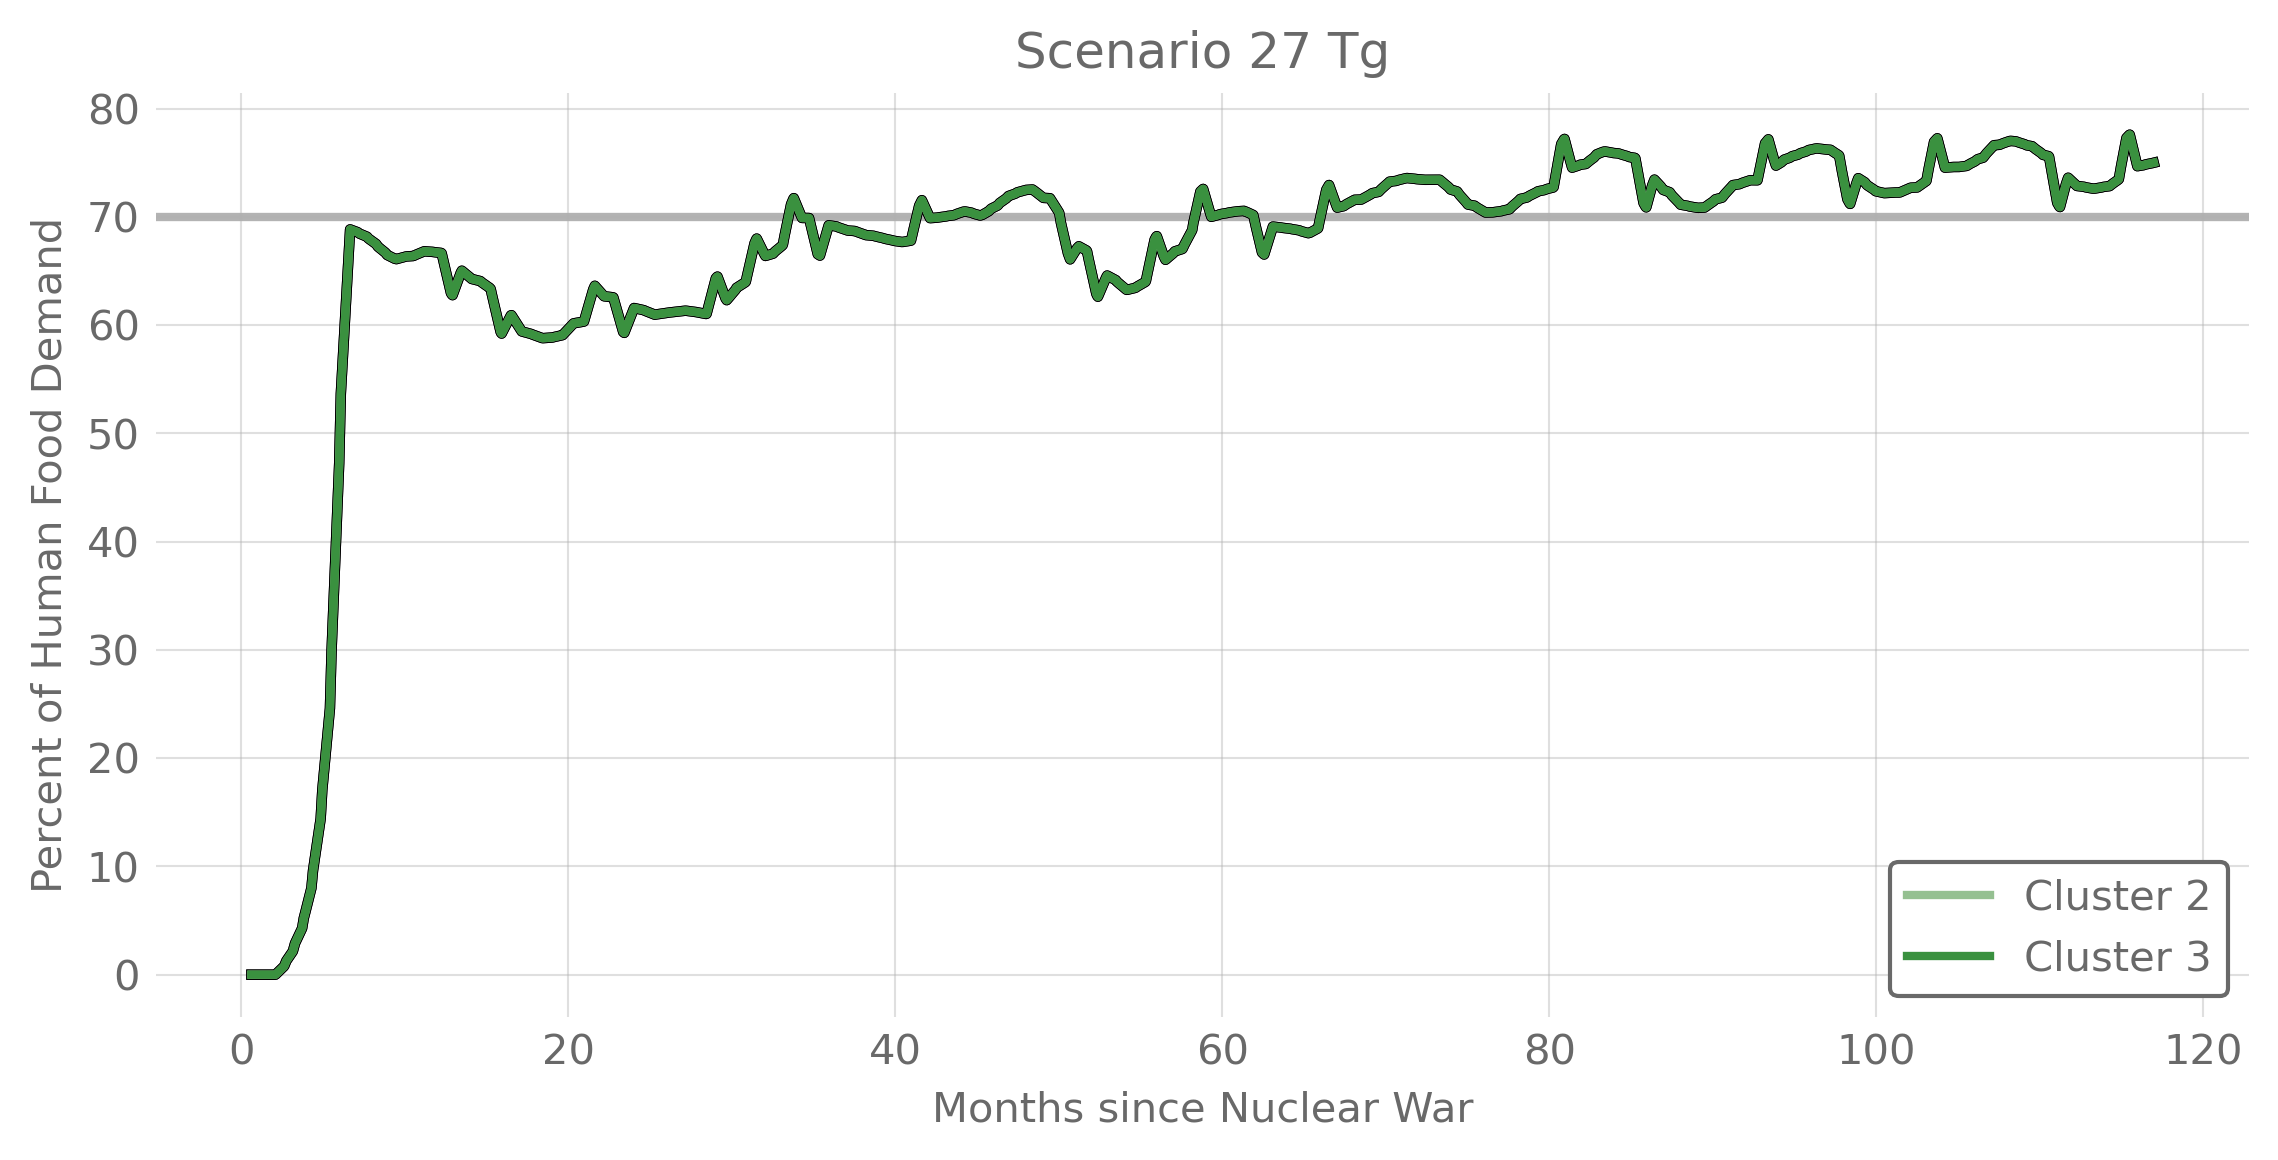 Scenario 27 Tg
Percent of Human Food Demand
80
70
60
50
40
30
20
10
0
0 20 40 60 80 100 120
Months since Nuclear War
Cluster 2
Cluster 3